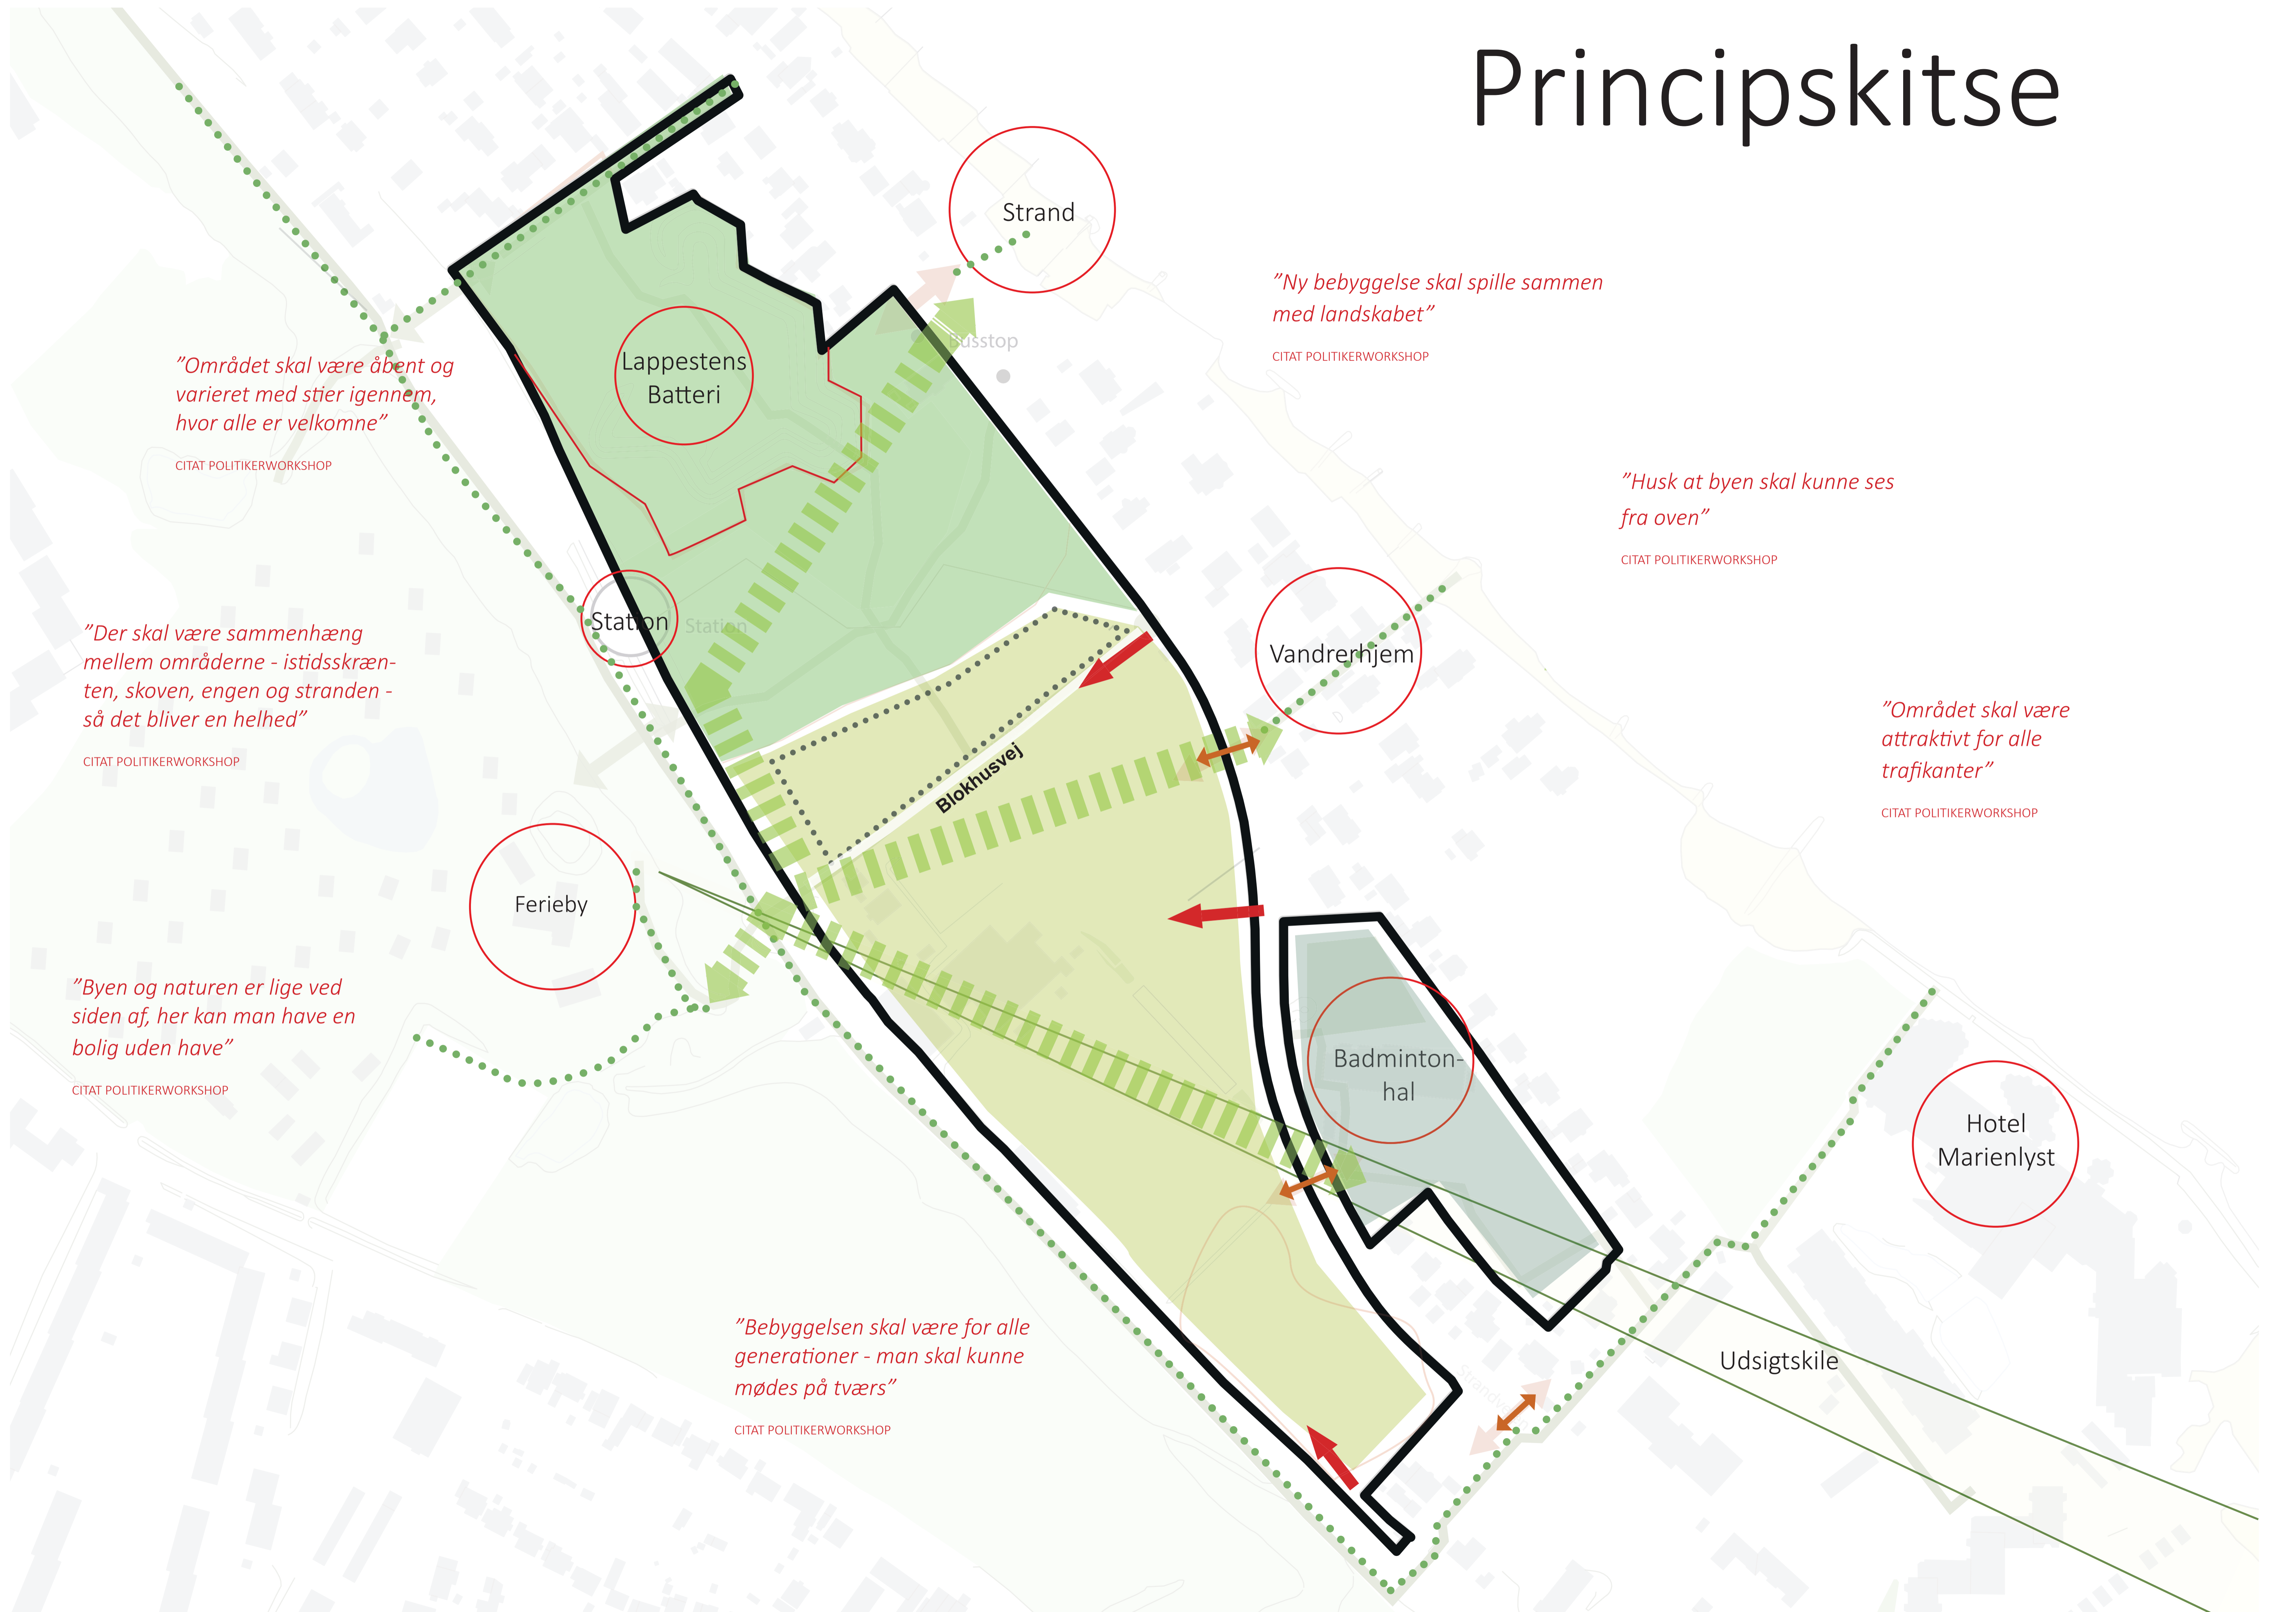 Principskitse
Strand
Busstop
”Ny bebyggelse skal spille sammen
med landskabet”
CITAT POLITIKERWORKSHOP
Lappestens
Batteri
”Området skal være åbent og
varieret med stier igennem,
hvor alle er velkomne”
CITAT POLITIKERWORKSHOP
”Husk at byen skal kunne ses
fra oven”
CITAT POLITIKERWORKSHOP
Station
Station
”Der skal være sammenhæng
mellem områderne - istidsskræn-
ten, skoven, engen og stranden -
så det bliver en helhed”
CITAT POLITIKERWORKSHOP
Vandrerhjem
”Området skal være
attraktivt for alle
trafikanter”
CITAT POLITIKERWORKSHOP
Blokhusvej
Ferieby
”Byen og naturen er lige ved
siden af, her kan man have en
bolig uden have”
CITAT POLITIKERWORKSHOP
Badminton-
hal
Hotel
Marienlyst
”Bebyggelsen skal være for alle
generationer - man skal kunne
mødes på tværs”
CITAT POLITIKERWORKSHOP
Udsigtskile